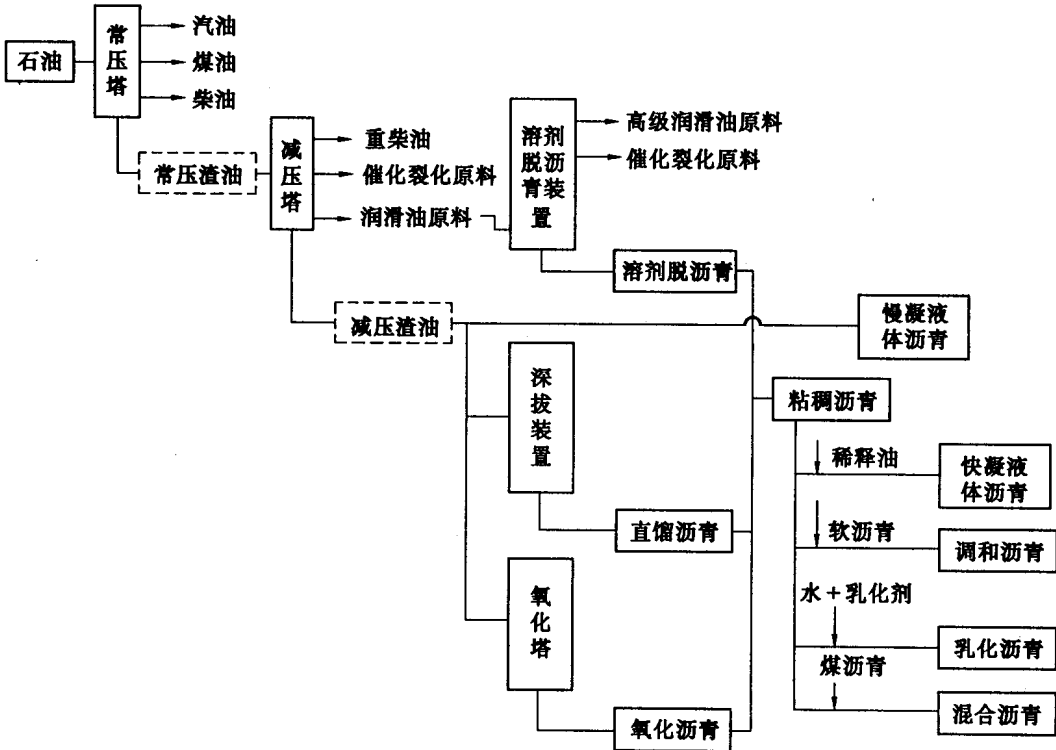 石油
常
压
塔
汽油
煤油
柴油
常压渣油
减
压
塔
重柴油
催化裂化原料
润滑油原料
溶剂
脱沥
青装
置
高级润滑油原料
催化裂化原料
溶剂脱沥青
减压渣油
慢凝液
体沥青
深
拔
装
置
直馏沥青
氧
化
塔
氧化沥青
粘稠沥青
稀释油
快凝液
体沥青
软沥青
调和沥青
水+乳化剂
乳化沥青
煤沥青
混合沥青